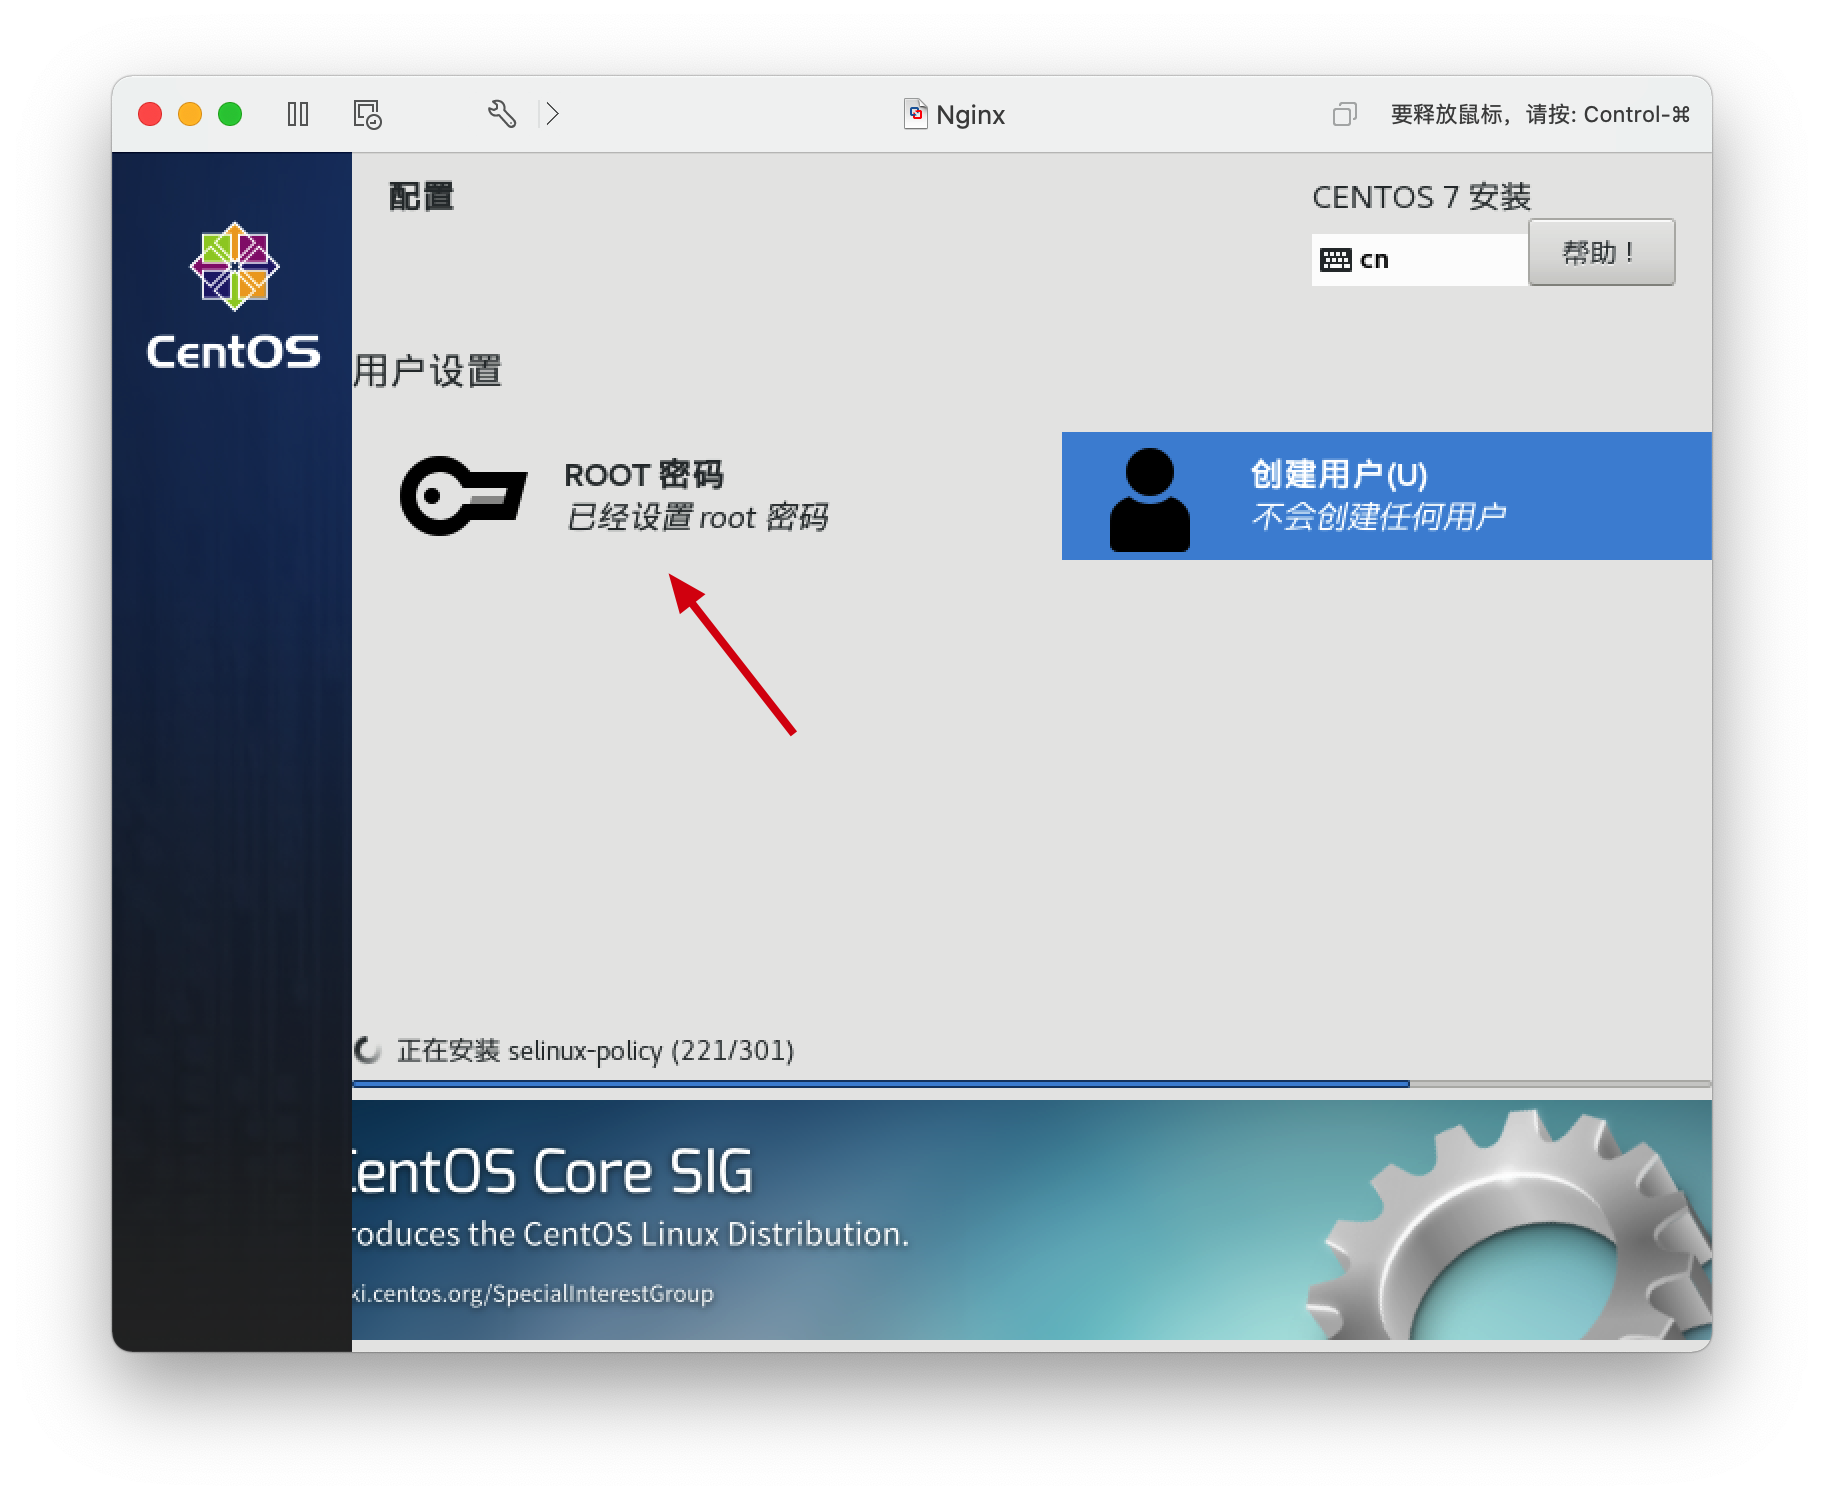 Nginx
要释放鼠标，请按: Control-⌘
配置
CENTOS 7 安装
cn
帮助！
CentOS
用户设置
ROOT 密码
已经设置 root 密码
创建用户(U)
不会创建任何用户
正在安装 selinux-policy (221/301)
entOS Core SIG
roduces the CentOS Linux Distribution.
ki.centos.org/SpecialInterestGroup